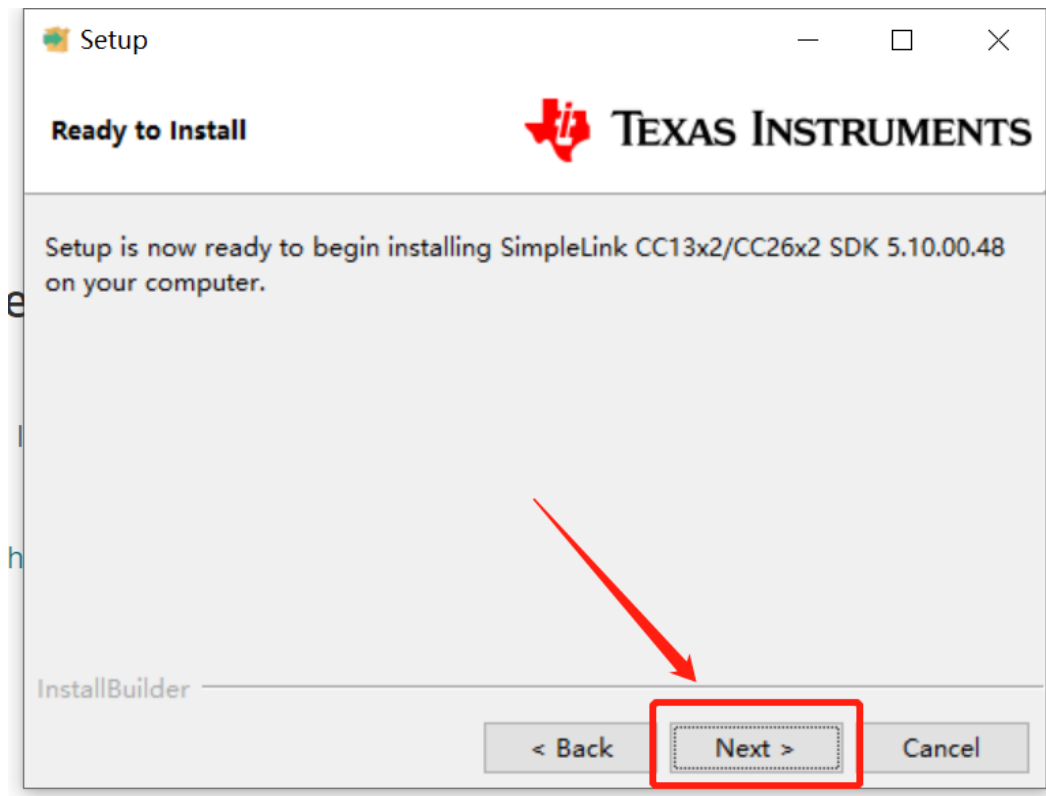 Setup
Ready to Install
TEXAS INSTRUMENTS
Setup is now ready to begin installing SimpleLink CC13x2/CC26x2 SDK 5.10.00.48
on your computer.
e
h
InstallBuilder
< Back
Next >
Cancel